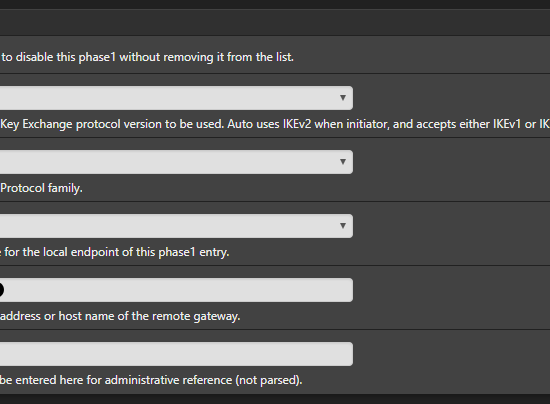 to disable this phase1 without removing it from the list.
Key Exchange protocol version to be used. Auto uses IKEv2 when initiator, and accepts either IKEv1 or IK
Protocol family.
for the local endpoint of this phase1 entry.
address or host name of the remote gateway.
be entered here for administrative reference (not parsed).